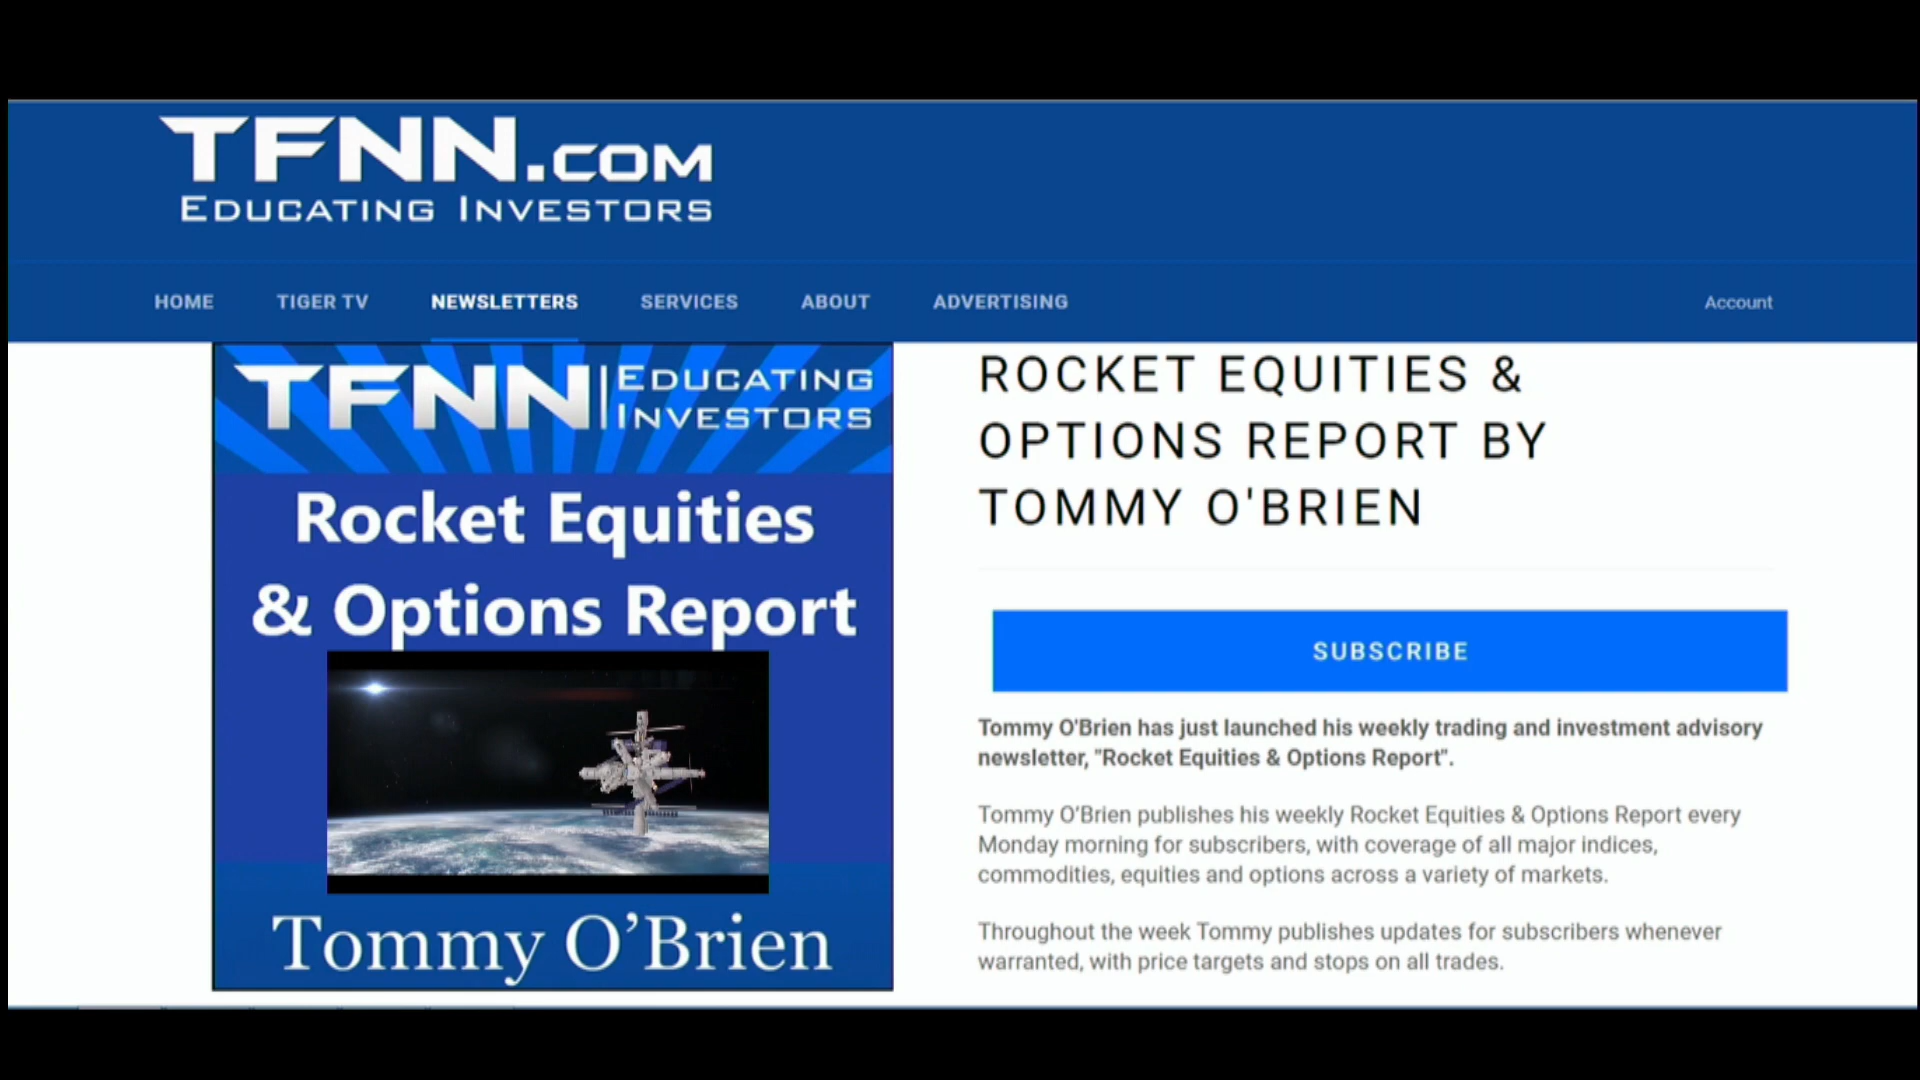 TFNN.COM
EDUCATING INVESTORS
HOME TIGER TV NEWSLETTERS SERVICES ABOUT ADVERTISING Account
TFNN EDUCATING
INVESTORS
Rocket Equities
& Options Report
Tommy O’Brien
ROCKET EQUITIES &
OPTIONS REPORT BY
TOMMY O'BRIEN
SUBSCRIBE
Tommy O'Brien has just launched his weekly trading and investment advisory
newsletter, "Rocket Equities & Options Report".
Tommy O'Brien publishes his weekly Rocket Equities & Options Report every
Monday morning for subscribers, with coverage of all major indices,
commodities, equities and options across a variety of markets.
Throughout the week Tommy publishes updates for subscribers whenever
warranted, with price targets and stops on all trades.